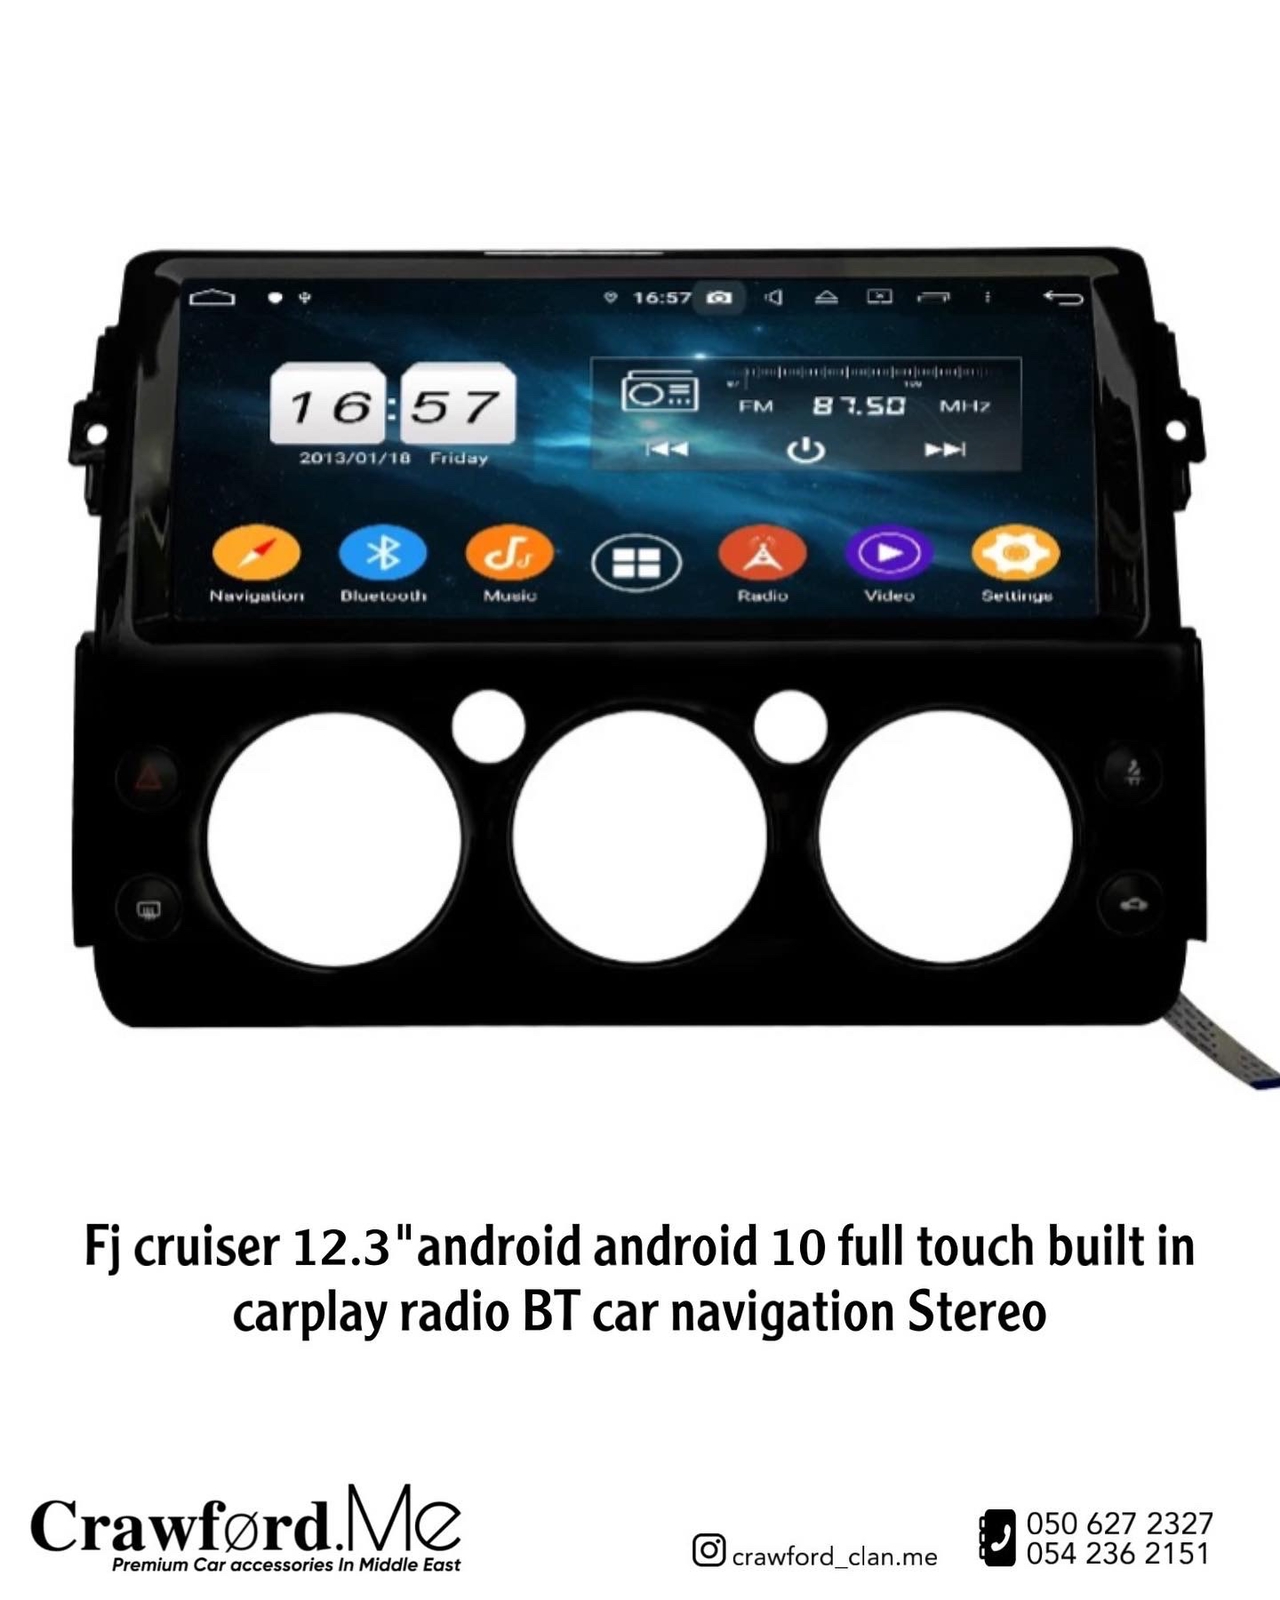 16:57
16:57
2013/01/18 Friday
FM 87.50 MHz
Navigation Bluetooth Music Radio Video Settings
Fj cruiser 12.3"android android 10 full touch built in
carplay radio BT car navigation Stereo
Crawførd.Me
Premium Car accessories In Middle East
crawford_clan.me
050 627 2327
054 236 2151